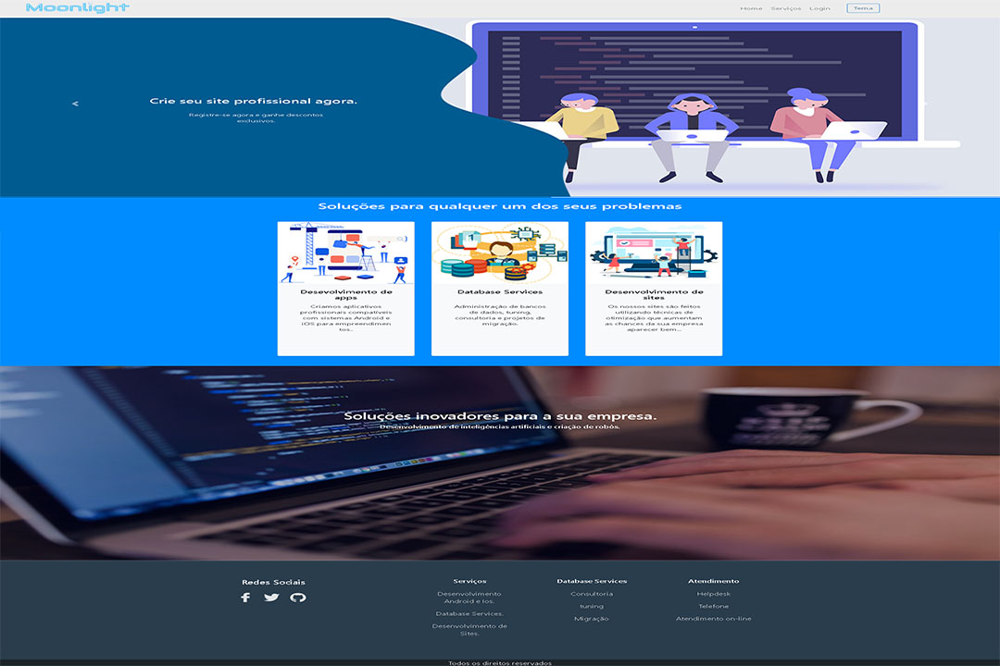 Moonlight
Home Serviços Login Tema
Crie seu site profissional agora.
Registre-se agora e ganhe descontos
exclusivos.
Soluções para qualquer um dos seus problemas
Desevolvimento de
apps
Criamos aplicativos
profissionais compatíveis
com sistemas Android e
iOS para empreendimen
tos..
Database Services
Administração de bancos
de dados, tuning,
consultoria e projetos de
migração.
Desenvolvimento de
sites
Os nossos sites são feitos
utilizando técnicas de
otimização que aumentam
as chances da sua empresa
aparecer bem...
Soluções inovadores para a sua empresa.
Desenvolvimento de inteligências artificiais e criação de robôs.
Redes Sociais
Serviços
Desenvolvimento
Android e Ios.
Database Services.
Desenvolvimento de
Sites.
Database Services
Consultoria
tuning
Migração
Atendimento
Helpdesk
Telefone
Atendimento on-line
Todos os direitos reservados